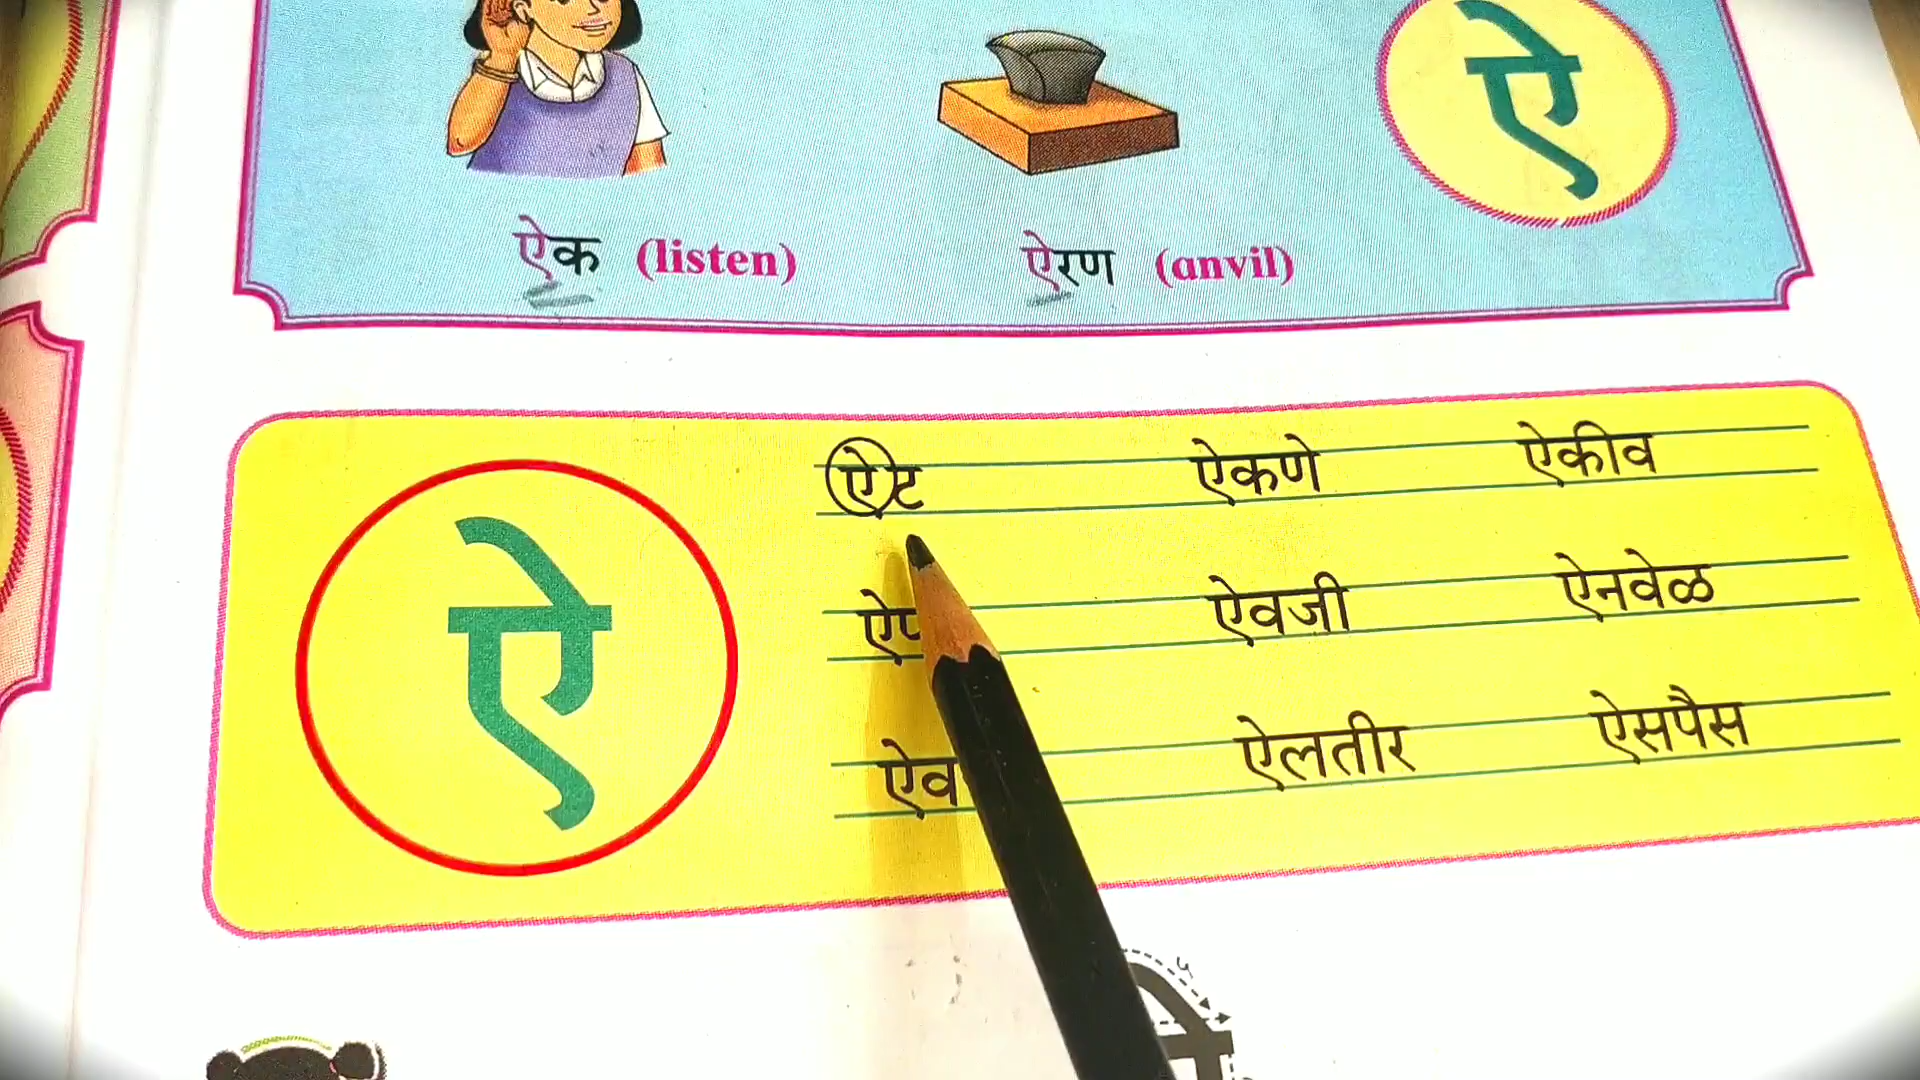 ऐ
ऐक (listen) ऐरण (anvil)
ऐ
ऐट ऐकणे ऐकीव
ऐवजी ऐनवेळ
ऐलतीर ऐसपैस